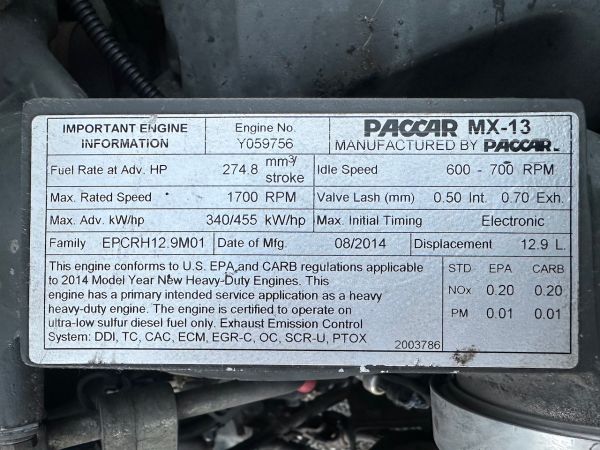 IMPORTANT ENGINE INFORMATION
Engine No. Y059756
PACCAR MX-13
MANUFACTURED BY PACCAR
Fuel Rate at Adv. HP 274.8 mm³/stroke
Idle Speed 600 - 700 RPM
Max. Rated Speed 1700 RPM
Valve Lash (mm) 0.50 Int. 0.70 Exh.
Max. Adv. kW/hp 340/455 kW/hp
Max. Initial Timing Electronic
Family EPCRH12.9M01
Date of Mfg. 08/2014
Displacement 12.9 L.
This engine conforms to U.S. EPA and CARB regulations applicable
to 2014 Model Year New Heavy-Duty Engines. This
engine has a primary intended service application as a heavy
heavy-duty engine. The engine is certified to operate on
ultra-low sulfur diesel fuel only. Exhaust Emission Control
System: DDI, TC, CAC, ECM, EGR-C, OC, SCR-U, PTOX
2003786
STD EPA CARB
NOx 0.20 0.20
PM 0.01 0.01